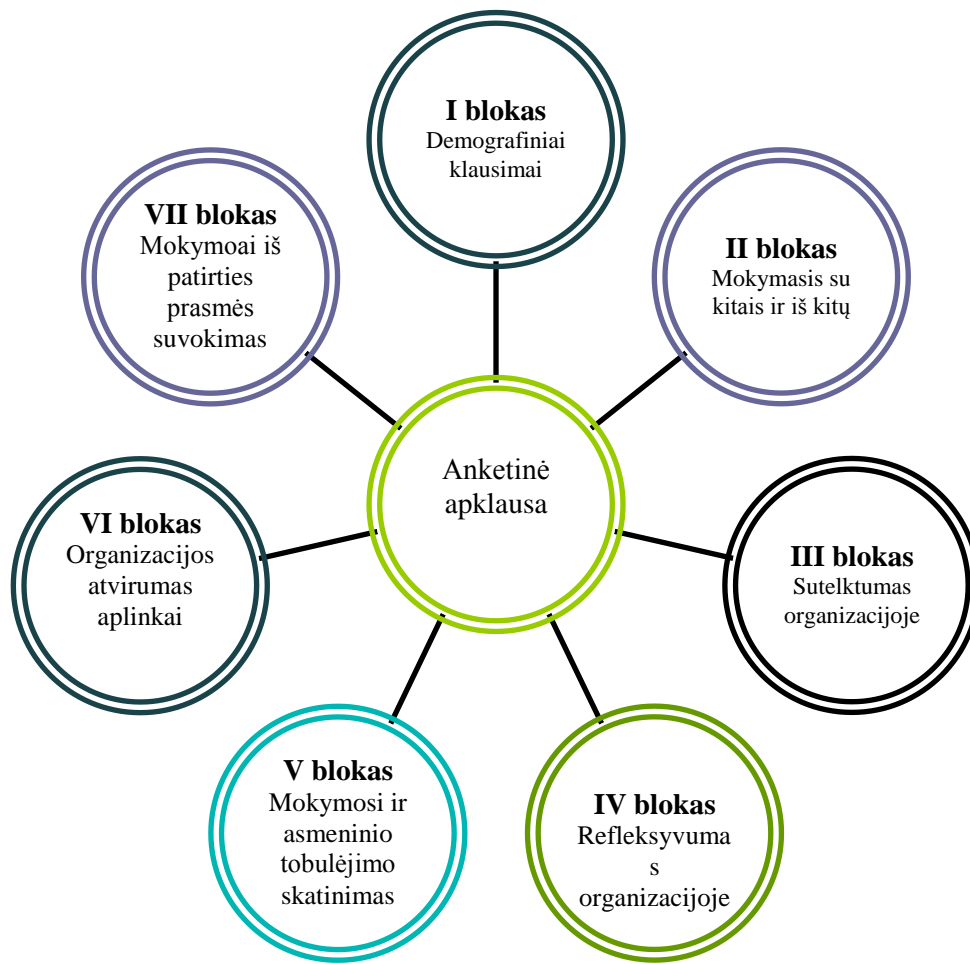 I blokas
Demografiniai
klausimai
II blokas
Mokymasis su
kitais ir iš kitų
III blokas
Sutelktumas
organizacijoje
IV blokas
Refleksyvuma
s
organizacijoje
V blokas
Mokymosi ir
asmeninio
tobulėjimo
skatinimas
VI blokas
Organizacijos
atvirumas
aplinkai
VII blokas
Mokymoai iš
patirties
prasmės
suvokimas
Anketinė
apklausa